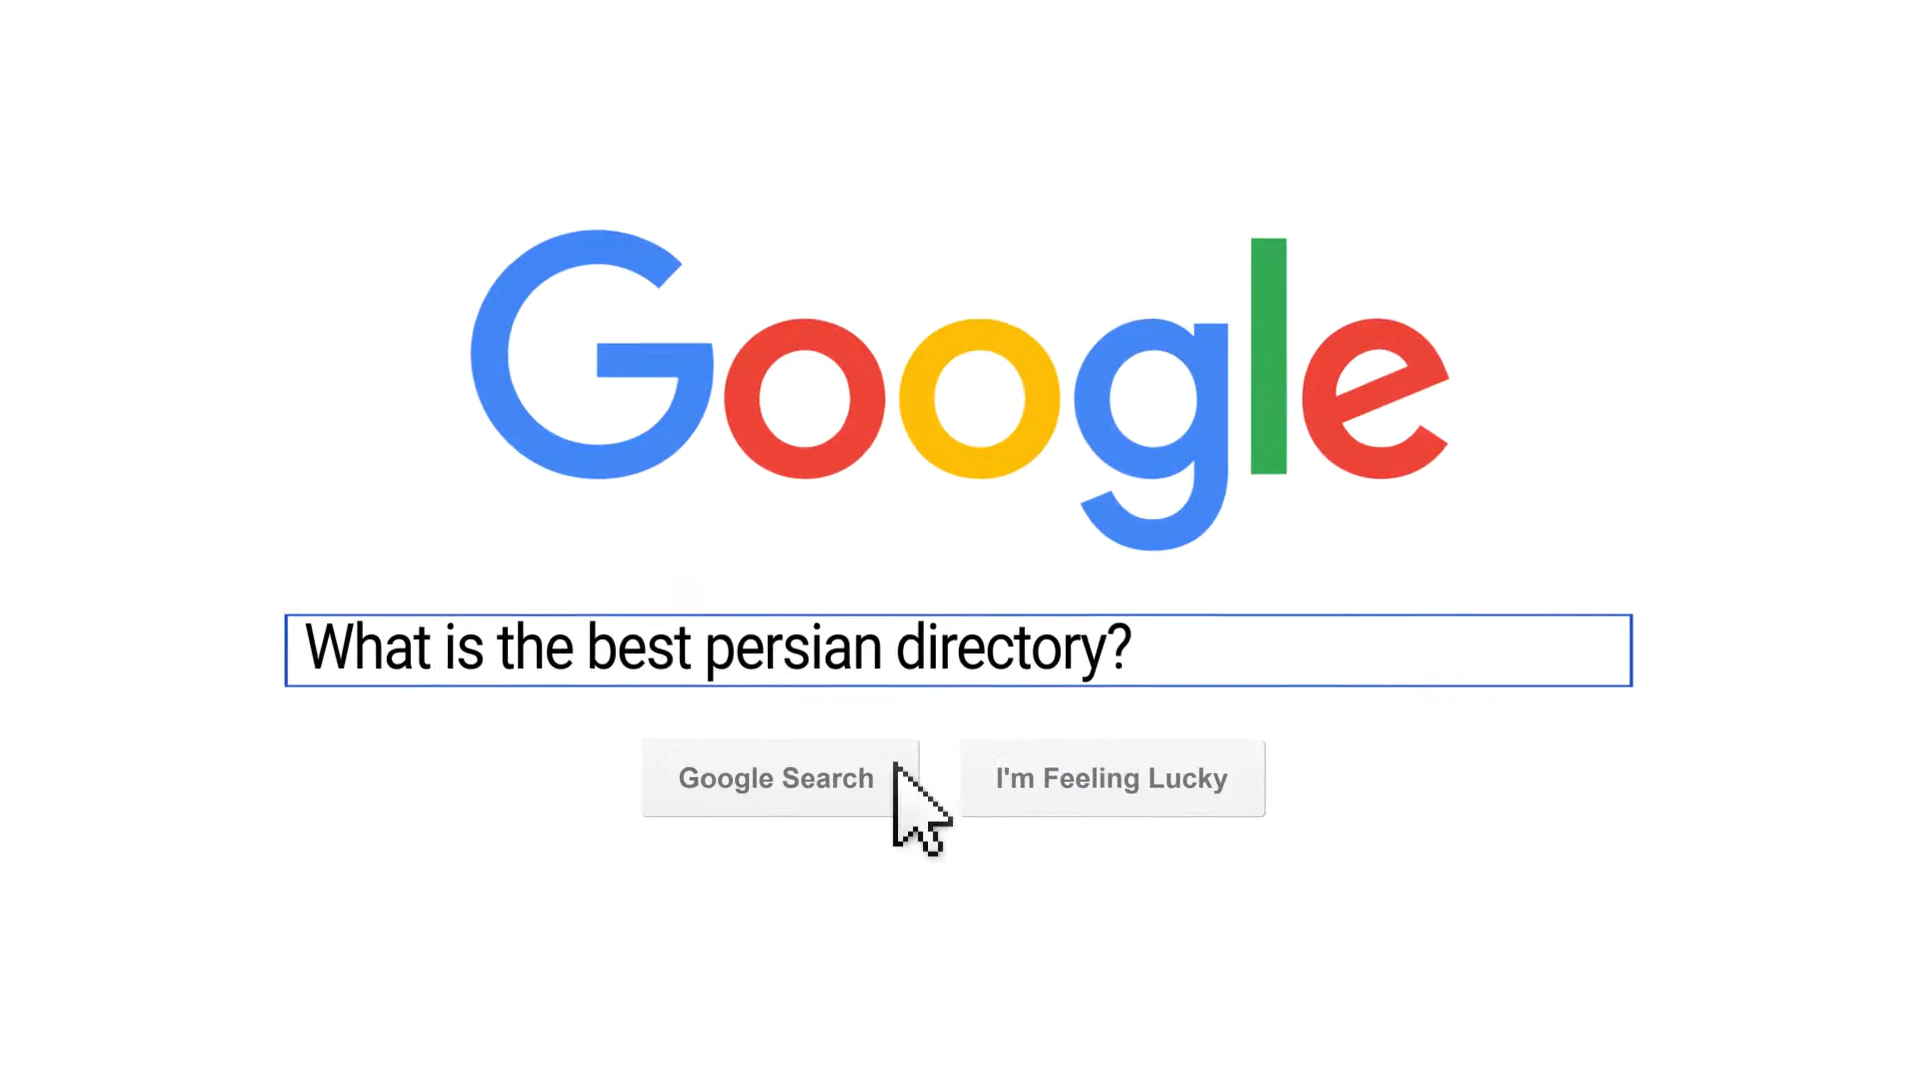 Google
What is the best persian directory?
Google Search
I'm Feeling Lucky